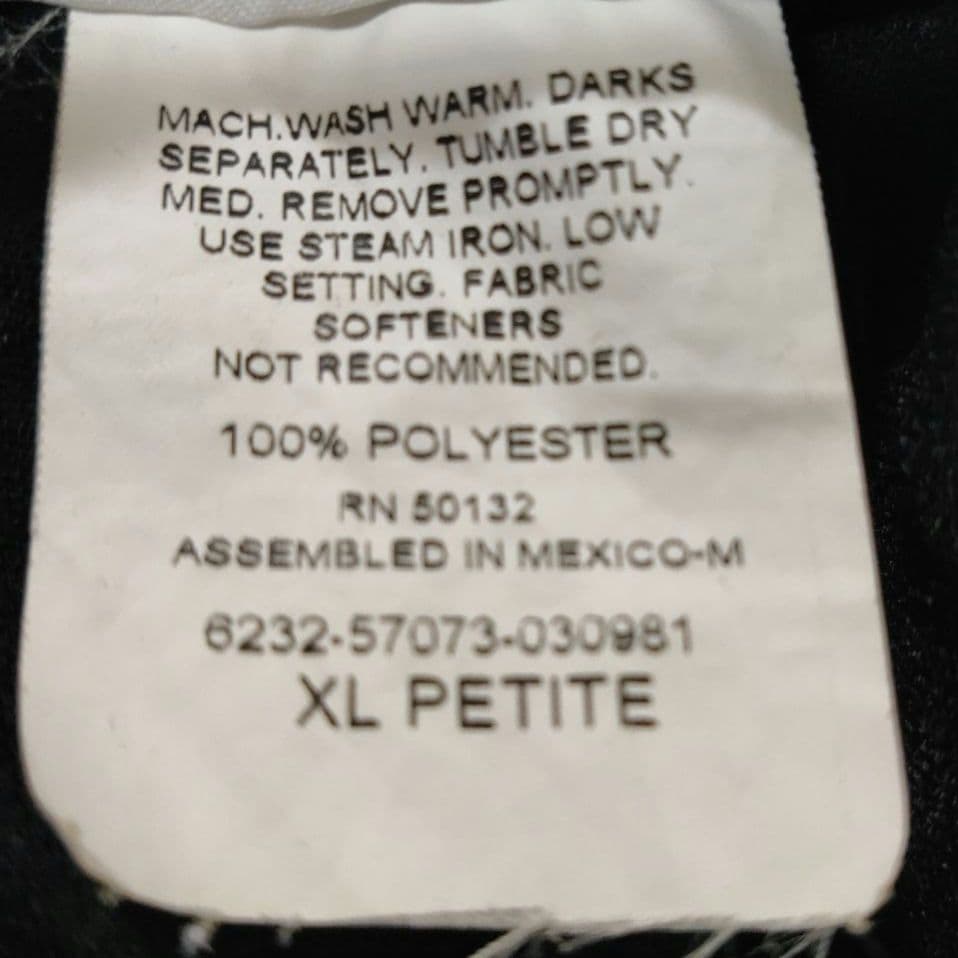 MACH.WASH WARM. DARKS
SEPARATELY. TUMBLE DRY
MED. REMOVE PROMPTLY.
USE STEAM IRON. LOW
SETTING. FABRIC
SOFTENERS
NOT RECOMMENDED.
100% POLYESTER
RN 50132
ASSEMBLED IN MEXICO-M
6232-57073-030981
XL PETITE